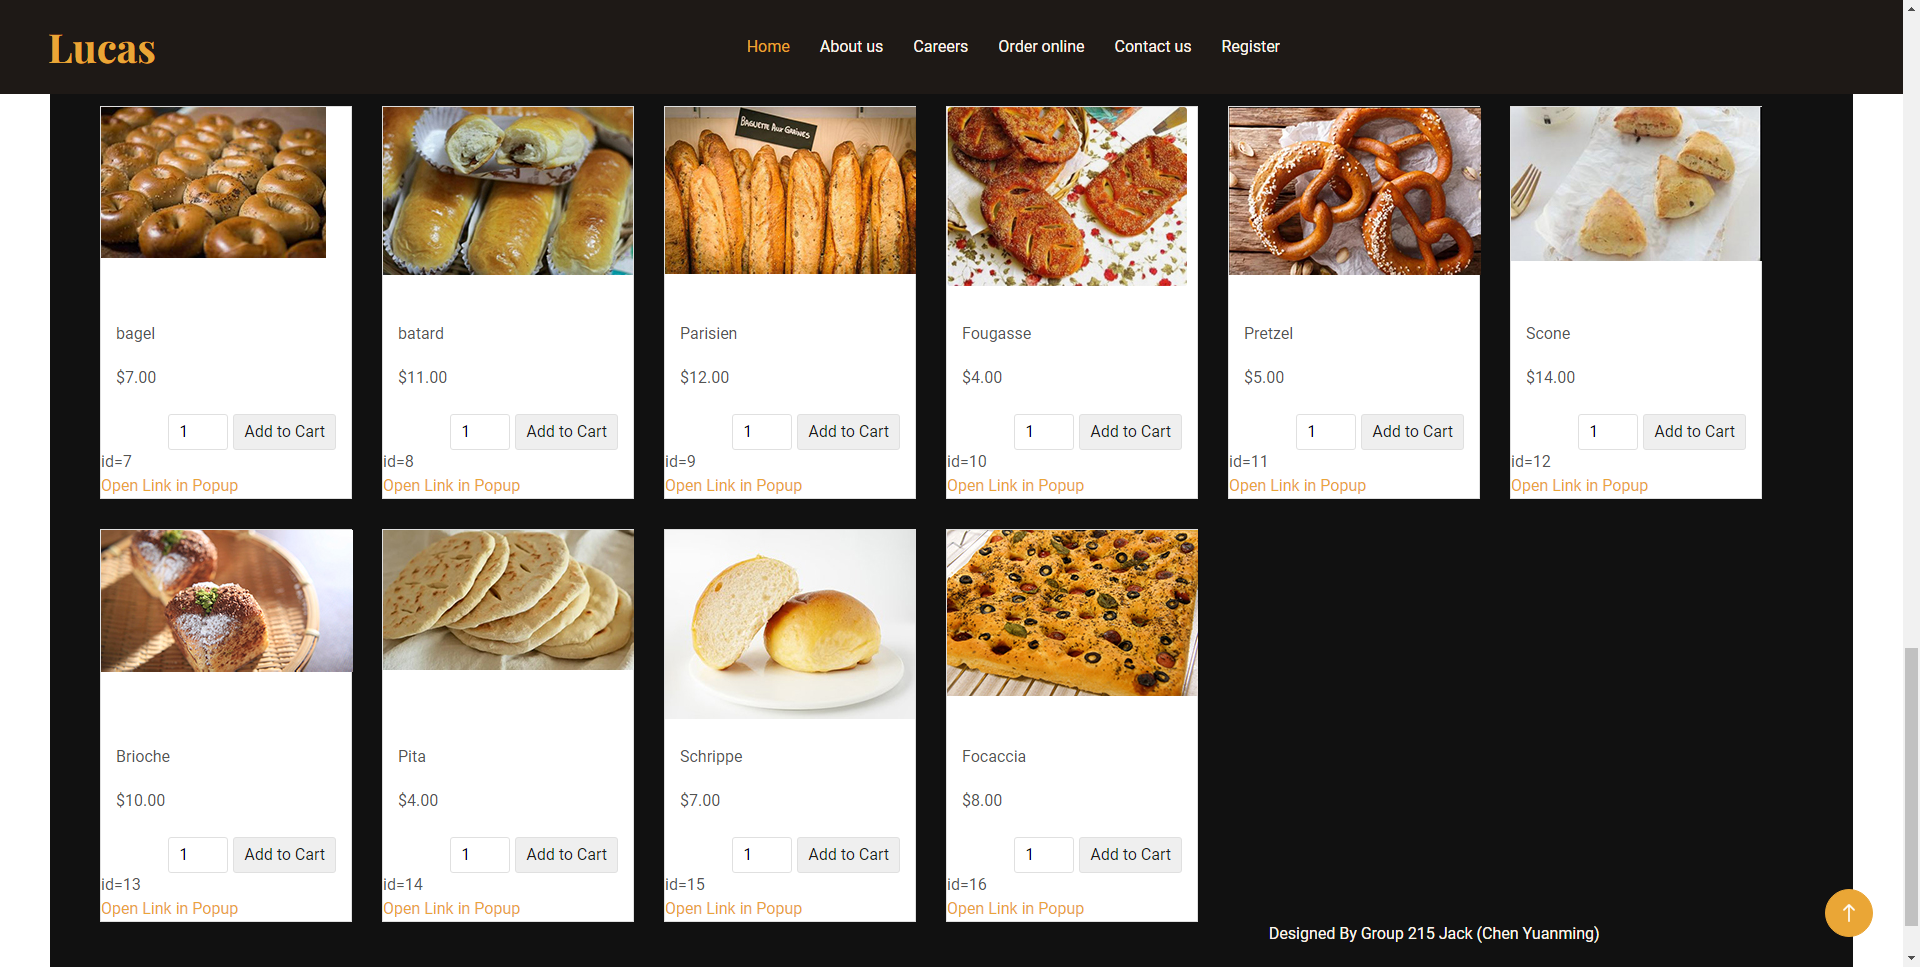 Lucas
Home About us Careers Order online Contact us Register
BAGUETTE AUX GRAINES
bagel batard Parisien Fougasse Pretzel Scone
$7.00 $11.00 $12.00 $4.00 $5.00 $14.00
1 Add to Cart 1 Add to Cart 1 Add to Cart 1 Add to Cart 1 Add to Cart 1 Add to Cart
id=7 id=8 id=9 id=10 id=11 id=12
Open Link in Popup Open Link in Popup Open Link in Popup Open Link in Popup Open Link in Popup Open Link in Popup
Brioche Pita Schrippe Focaccia
$10.00 $4.00 $7.00 $8.00
1 Add to Cart 1 Add to Cart 1 Add to Cart 1 Add to Cart
id=13 id=14 id=15 id=16
Open Link in Popup Open Link in Popup Open Link in Popup Open Link in Popup
Designed By Group 215 Jack (Chen Yuanming)